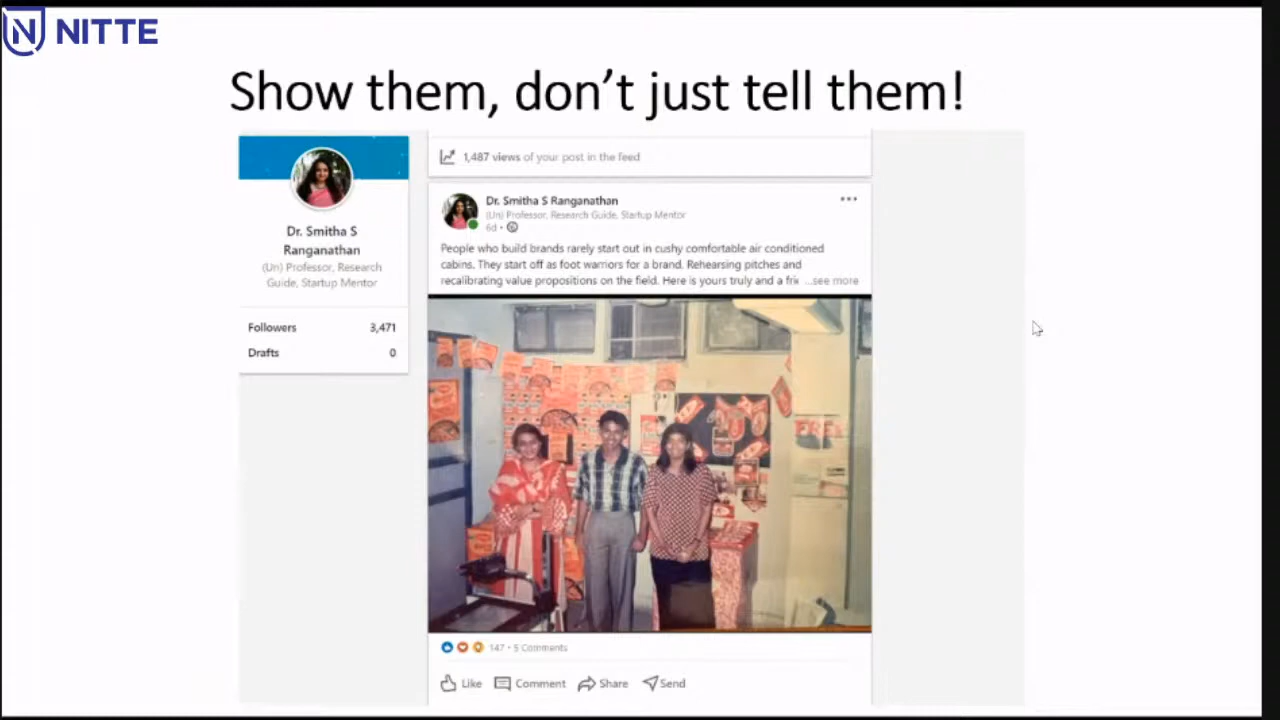 NITTE
Show them, don't just tell them!
1,487 views of your post in the feed
Dr. Smitha S
Ranganathan
(Un) Professor, Research
Guide, Startup Mentor
Followers 3,471
Drafts 0
Dr. Smitha S Ranganathan
(Un) Professor, Research Guide, Startup Mentor
6d •
People who build brands rarely start out in cushy comfortable air conditioned
cabins. They start off as foot warriors for a brand. Rehearsing pitches and
recalibrating value propositions on the field. Here is yours truly and a frie ...see more
FREE
147 • 5 Comments
Like Comment Share Send